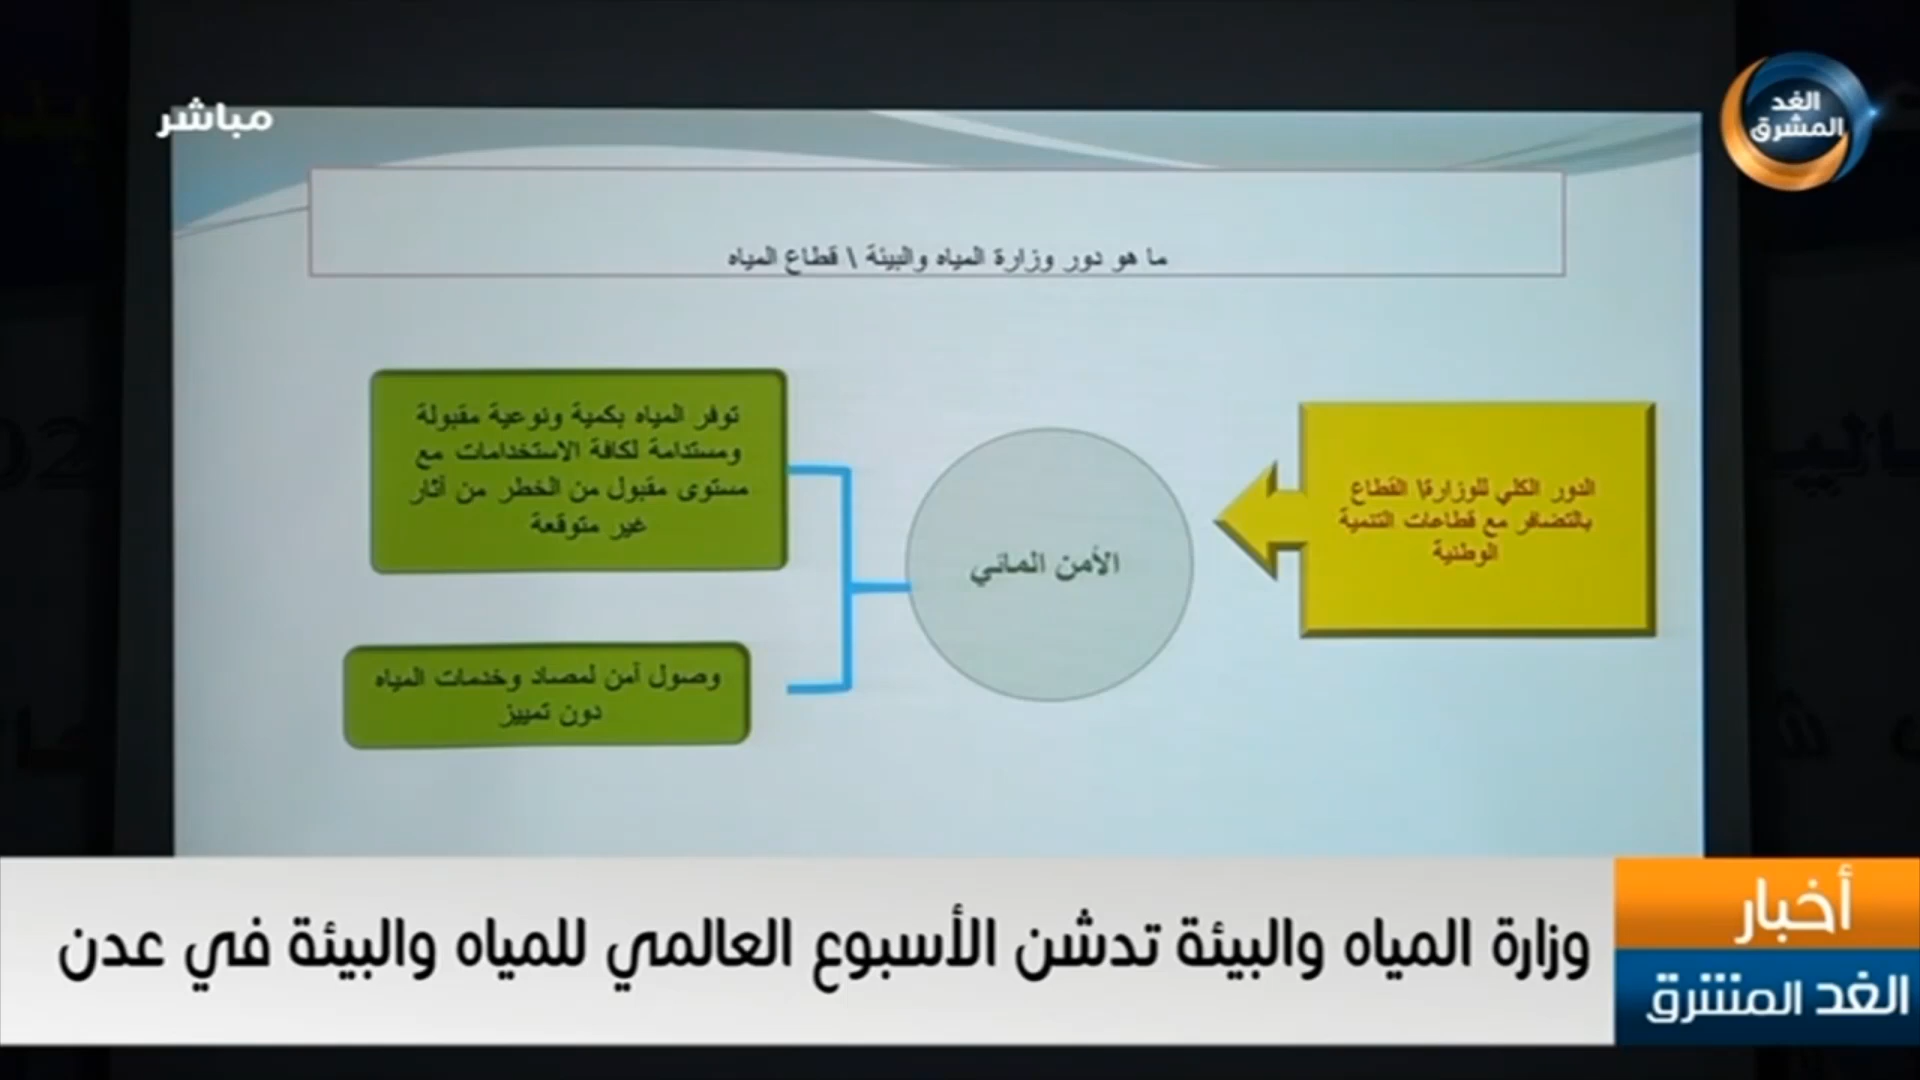 مباشر
الغد
المشرق
ما هو دور وزارة المياه والبيئة \ قطاع المياه
الدور الكلي للوزارة\ القطاع
بالتضافر مع قطاعات التنمية
الوطنية
الأمن المائي
توفر المياه بكمية ونوعية مقبولة
ومستدامة لكافة الاستخدامات مع
مستوى مقبول من الخطر من آثار
غير متوقعة
وصول آمن لمصاد وخدمات المياه
دون تمييز
أخبار
الغد المشرق
وزارة المياه والبيئة تدشن الأسبوع العالمي للمياه والبيئة في عدن